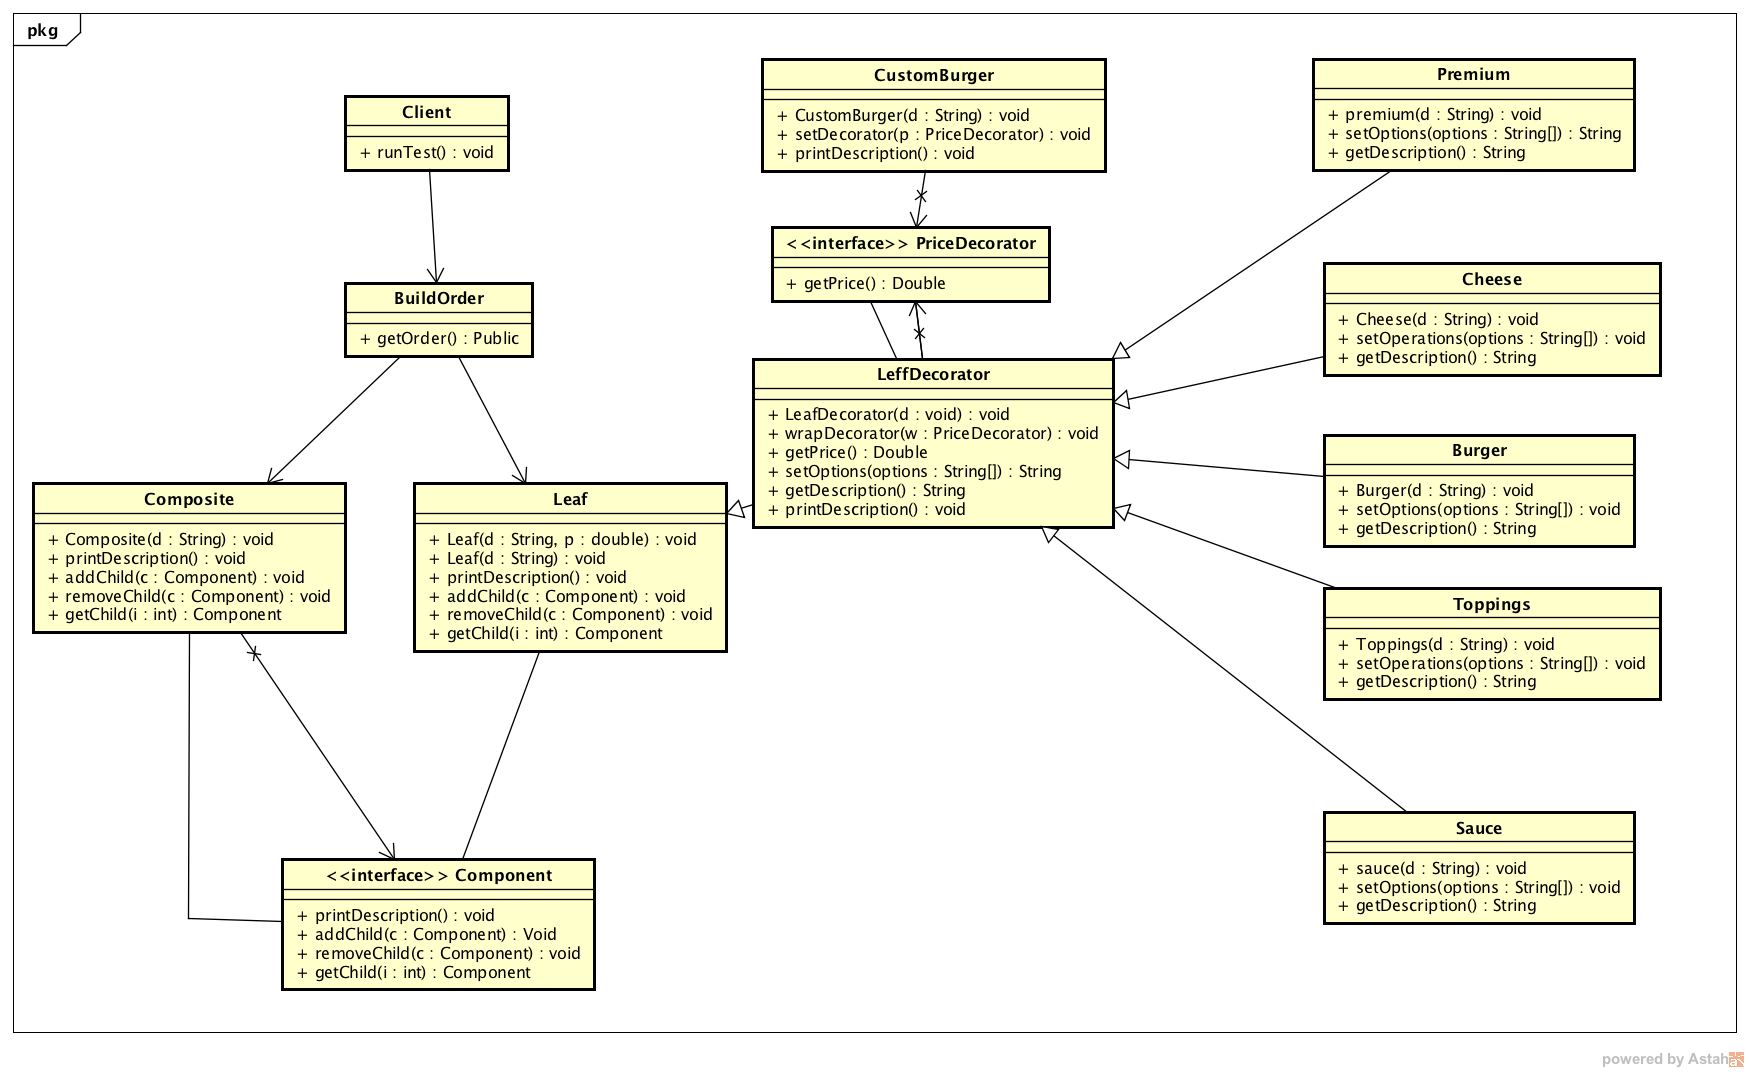 pkg
Client
+ runTest() : void
BuildOrder
+ getOrder() : Public
Composite
+ Composite(d : String) : void
+ printDescription() : void
+ addChild(c : Component) : void
+ removeChild(c : Component) : void
+ getChild(i : int) : Component
Leaf
+ Leaf(d : String, p : double) : void
+ Leaf(d : String) : void
+ printDescription() : void
+ addChild(c : Component) : void
+ removeChild(c : Component) : void
+ getChild(i : int) : Component
<<interface>> Component
+ printDescription() : void
+ addChild(c : Component) : Void
+ removeChild(c : Component) : void
+ getChild(i : int) : Component
CustomBurger
+ CustomBurger(d : String) : void
+ setDecorator(p : PriceDecorator) : void
+ printDescription() : void
<<interface>> PriceDecorator
+ getPrice() : Double
LeffDecorator
+ LeafDecorator(d : void) : void
+ wrapDecorator(w : PriceDecorator) : void
+ getPrice() : Double
+ setOptions(options : String[]) : String
+ getDescription() : String
+ printDescription() : void
Premium
+ premium(d : String) : void
+ setOptions(options : String[]) : String
+ getDescription() : String
Cheese
+ Cheese(d : String) : void
+ setOperations(options : String[]) : void
+ getDescription() : String
Burger
+ Burger(d : String) : void
+ setOptions(options : String[]) : void
+ getDescription() : String
Toppings
+ Toppings(d : String) : void
+ setOperations(options : String[]) : void
+ getDescription() : String
Sauce
+ sauce(d : String) : void
+ setOptions(options : String[]) : void
+ getDescription() : String
powered by Astah